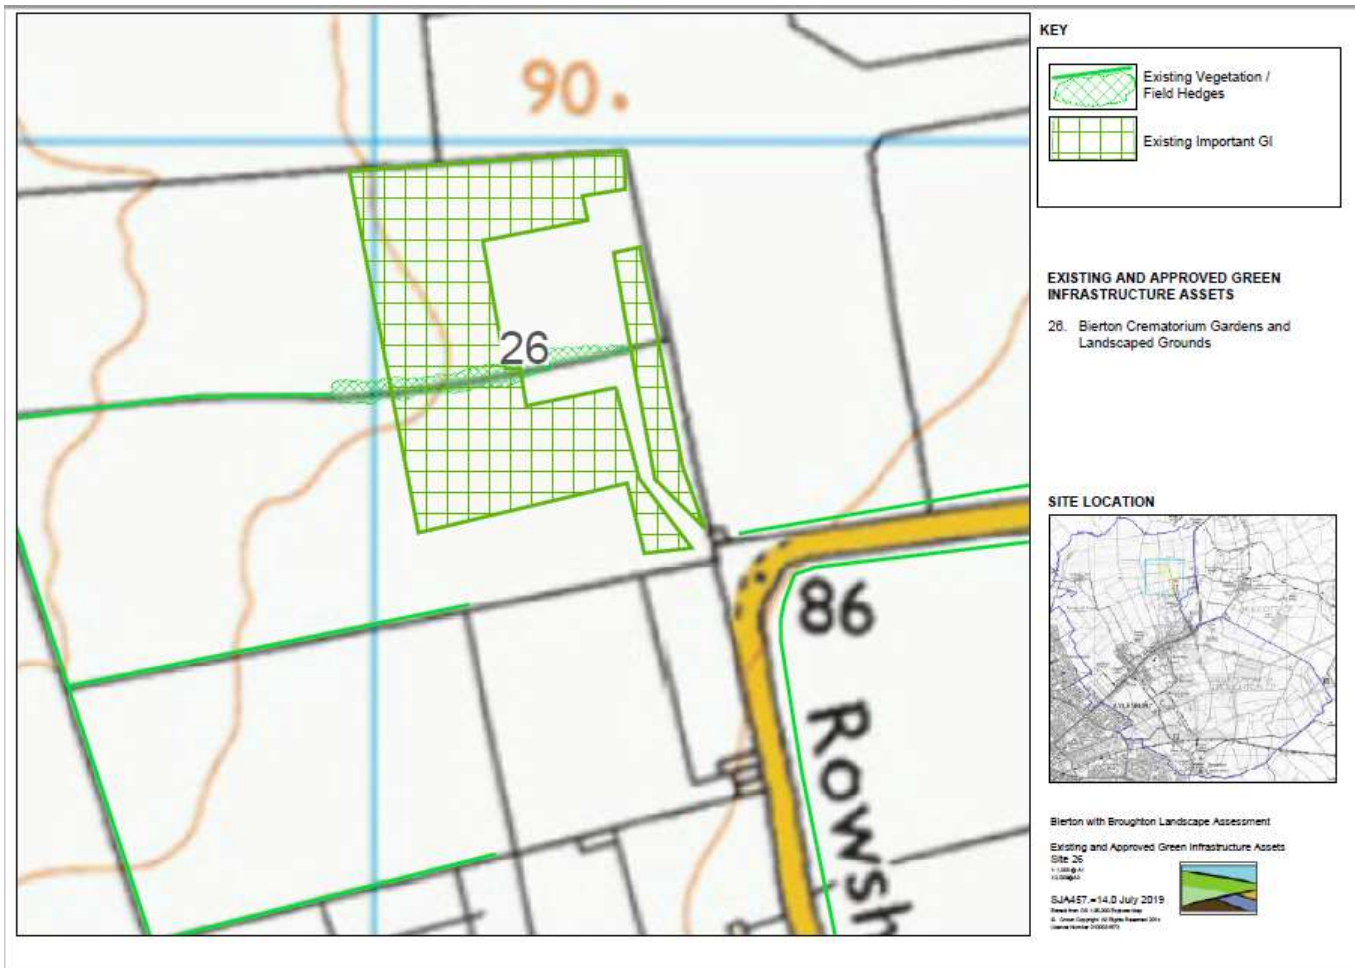 90.
26
86
Rowsh
KEY
Existing Vegetation /
Field Hedges
Existing Important GI
EXISTING AND APPROVED GREEN
INFRASTRUCTURE ASSETS
26. Bierton Crematorium Gardens and
Landscaped Grounds
SITE LOCATION
Bierton with Broughton Landscape Assessment
Existing and Approved Green Infrastructure Assets
Site 26
SJA457.=14.0 July 2019